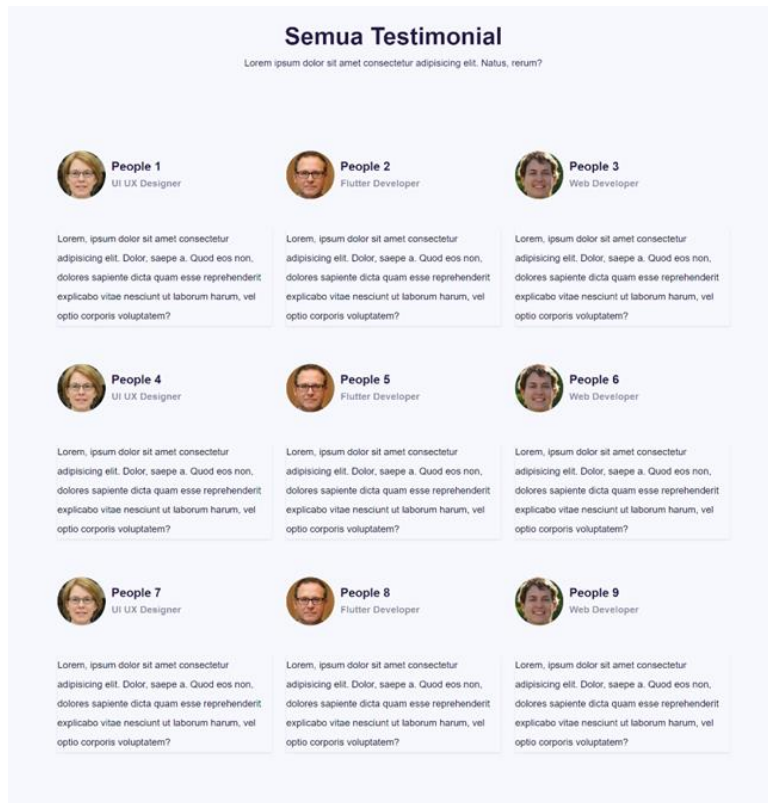 Semua Testimonial
Lorem ipsum dolor sit amet consectetur adipisicing elit. Natus, rerum?
People 1
UI UX Designer
Lorem, ipsum dolor sit amet consectetur
adipisicing elit. Dolor, saepe a. Quod eos non,
dolores sapiente dicta quam esse reprehenderit
explicabo vitae nesciunt ut laborum harum, vel
optio corporis voluptatem?
People 2
Flutter Developer
Lorem, ipsum dolor sit amet consectetur
adipisicing elit. Dolor, saepe a. Quod eos non,
dolores sapiente dicta quam esse reprehenderit
explicabo vitae nesciunt ut laborum harum, vel
optio corporis voluptatem?
People 3
Web Developer
Lorem, ipsum dolor sit amet consectetur
adipisicing elit. Dolor, saepe a. Quod eos non,
dolores sapiente dicta quam esse reprehenderit
explicabo vitae nesciunt ut laborum harum, vel
optio corporis voluptatem?
People 4
UI UX Designer
Lorem, ipsum dolor sit amet consectetur
adipisicing elit. Dolor, saepe a. Quod eos non,
dolores sapiente dicta quam esse reprehenderit
explicabo vitae nesciunt ut laborum harum, vel
optio corporis voluptatem?
People 5
Flutter Developer
Lorem, ipsum dolor sit amet consectetur
adipisicing elit. Dolor, saepe a. Quod eos non,
dolores sapiente dicta quam esse reprehenderit
explicabo vitae nesciunt ut laborum harum, vel
optio corporis voluptatem?
People 6
Web Developer
Lorem, ipsum dolor sit amet consectetur
adipisicing elit. Dolor, saepe a. Quod eos non,
dolores sapiente dicta quam esse reprehenderit
explicabo vitae nesciunt ut laborum harum, vel
optio corporis voluptatem?
People 7
UI UX Designer
Lorem, ipsum dolor sit amet consectetur
adipisicing elit. Dolor, saepe a. Quod eos non,
dolores sapiente dicta quam esse reprehenderit
explicabo vitae nesciunt ut laborum harum, vel
optio corporis voluptatem?
People 8
Flutter Developer
Lorem, ipsum dolor sit amet consectetur
adipisicing elit. Dolor, saepe a. Quod eos non,
dolores sapiente dicta quam esse reprehenderit
explicabo vitae nesciunt ut laborum harum, vel
optio corporis voluptatem?
People 9
Web Developer
Lorem, ipsum dolor sit amet consectetur
adipisicing elit. Dolor, saepe a. Quod eos non,
dolores sapiente dicta quam esse reprehenderit
explicabo vitae nesciunt ut laborum harum, vel
optio corporis voluptatem?